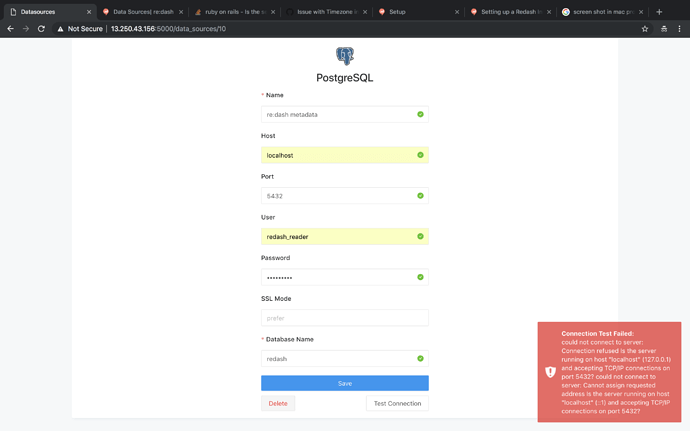 Datasources
Data Sources( re:dash
ruby on rails - Is the s
Issue with Timezone
Setup
Setting up a Redash In
screen shot in mac pr
Not Secure | 13.250.43.156:5000/data_sources/10
PostgreSQL
* Name
re:dash metadata
Host
localhost
Port
5432
User
redash_reader
Password
•••••••••
SSL Mode
prefer
* Database Name
redash
Save
Delete
Test Connection
Connection Test Failed:
could not connect to server:
Connection refused Is the server
running on host "localhost" (127.0.0.1)
and accepting TCP/IP connections on
port 5432? could not connect to
server: Cannot assign requested
address Is the server running on host
"localhost" (::1) and accepting TCP/IP
connections on port 5432?